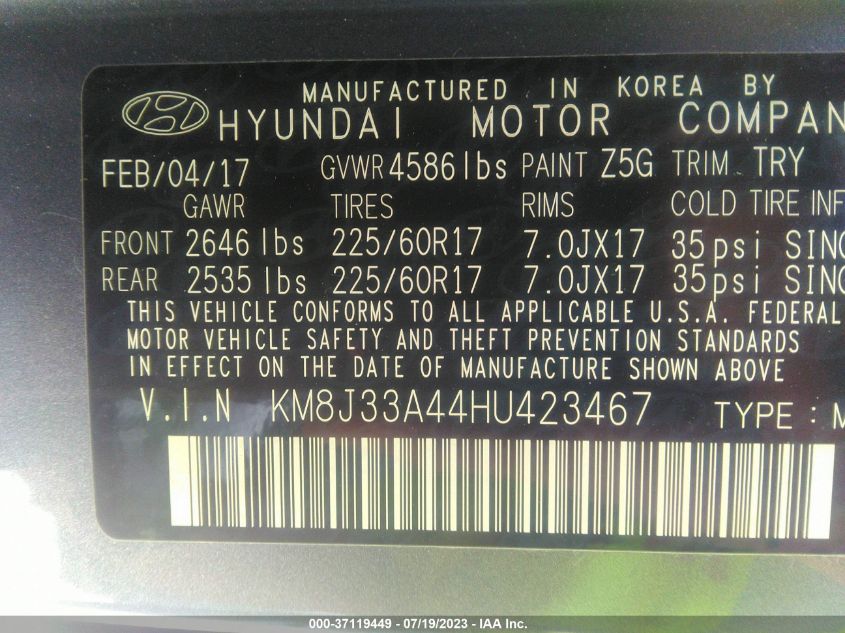 MANUFACTURED IN KOREA BY
HYUNDAI MOTOR COMPAN
FEB/04/17 GVWR 4586 lbs PAINT Z5G TRIM TRY
GAWR TIRES RIMS COLD TIRE INF
FRONT 2646 lbs 225/60R17 7.0JX17 35psi SING
REAR 2535 lbs 225/60R17 7.0JX17 35psi SING
THIS VEHICLE CONFORMS TO ALL APPLICABLE U.S.A. FEDERAL
MOTOR VEHICLE SAFETY AND THEFT PREVENTION STANDARDS
IN EFFECT ON THE DATE OF MANUFACTURE SHOWN ABOVE
V.I.N KM8J33A44HU423467 TYPE : M
000-37119449 - 07/19/2023 - IAA Inc.